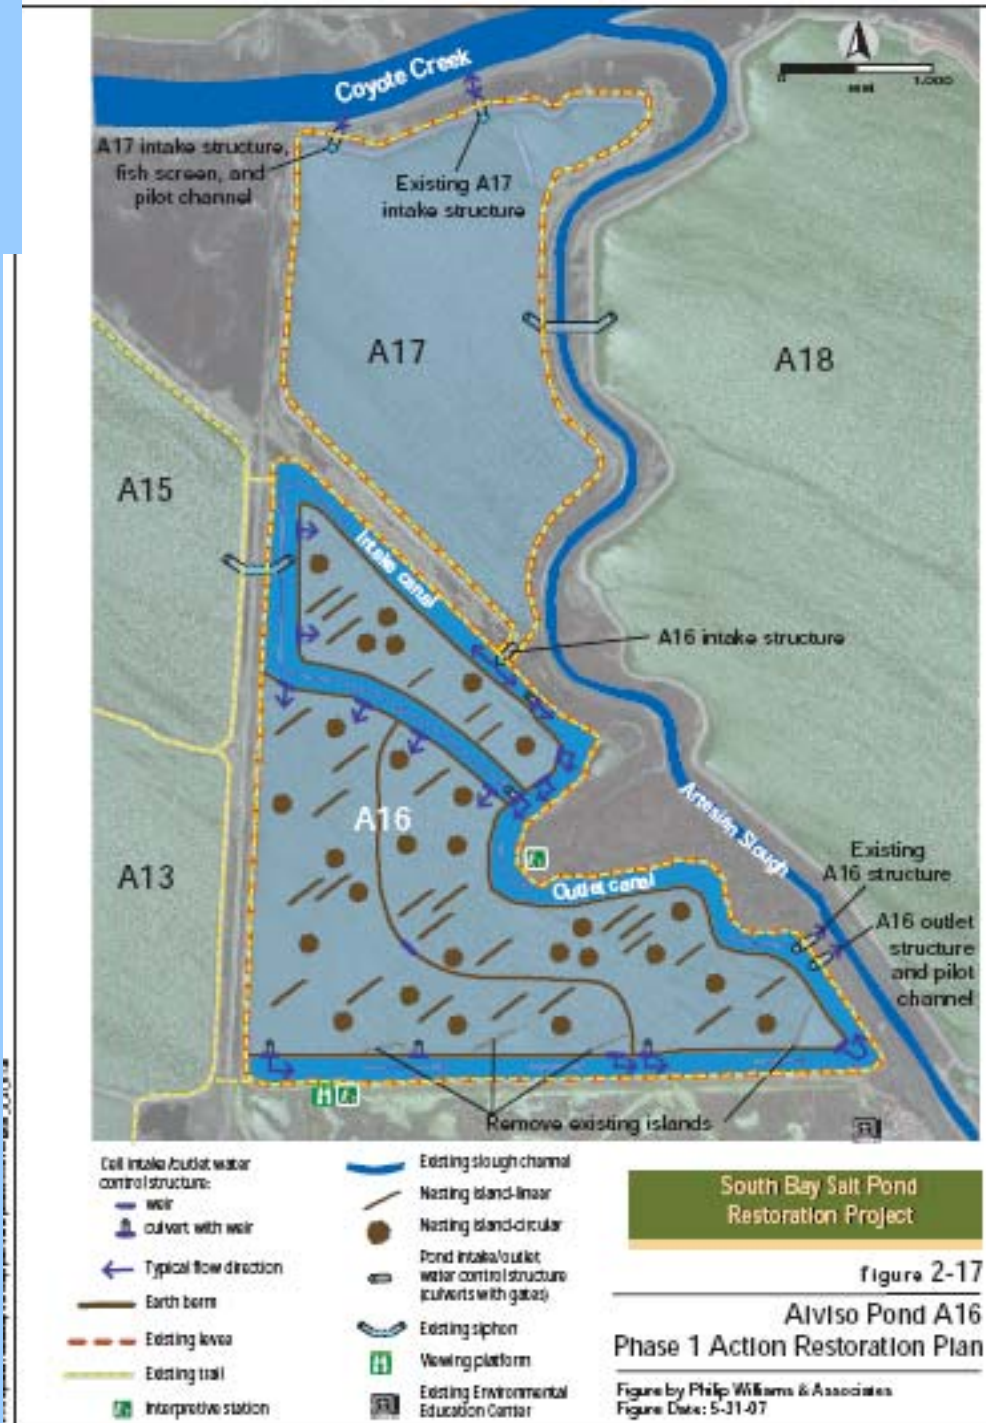 Coyote Creek
0 1,000
A17 intake structure,
fish screen, and
pilot channel
Existing A17
intake structure
A17
A18
A15
Intake canal
A16 intake structure
A16
A13
Artesian Slough
Outlet canal
Existing
A16 structure
A16 outlet
structure
and pilot
channel
Remove existing islands
Cell intake/outlet water
control structure:
weir
culvert with weir
Typical flow direction
Earth berm
Existing levee
Existing trail
Interpretive station
Existing slough channel
Nesting island-linear
Nesting island-circular
Pond intake/outlet
water control structure
(culverts with gates)
Existing siphon
Viewing platform
Existing Environmental
Education Center
South Bay Salt Pond
Restoration Project
figure 2-17
Alviso Pond A16
Phase 1 Action Restoration Plan
Figure by Philip Williams & Associates
Figure Date: 5-31-07